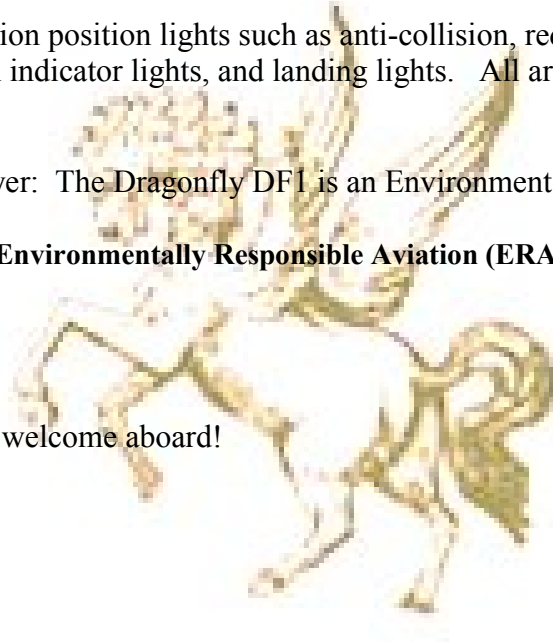 ion position lights such as anti-collision, rec
indicator lights, and landing lights. All ar
ver: The Dragonfly DF1 is an Environment
Environmentally Responsible Aviation (ERA
welcome aboard!